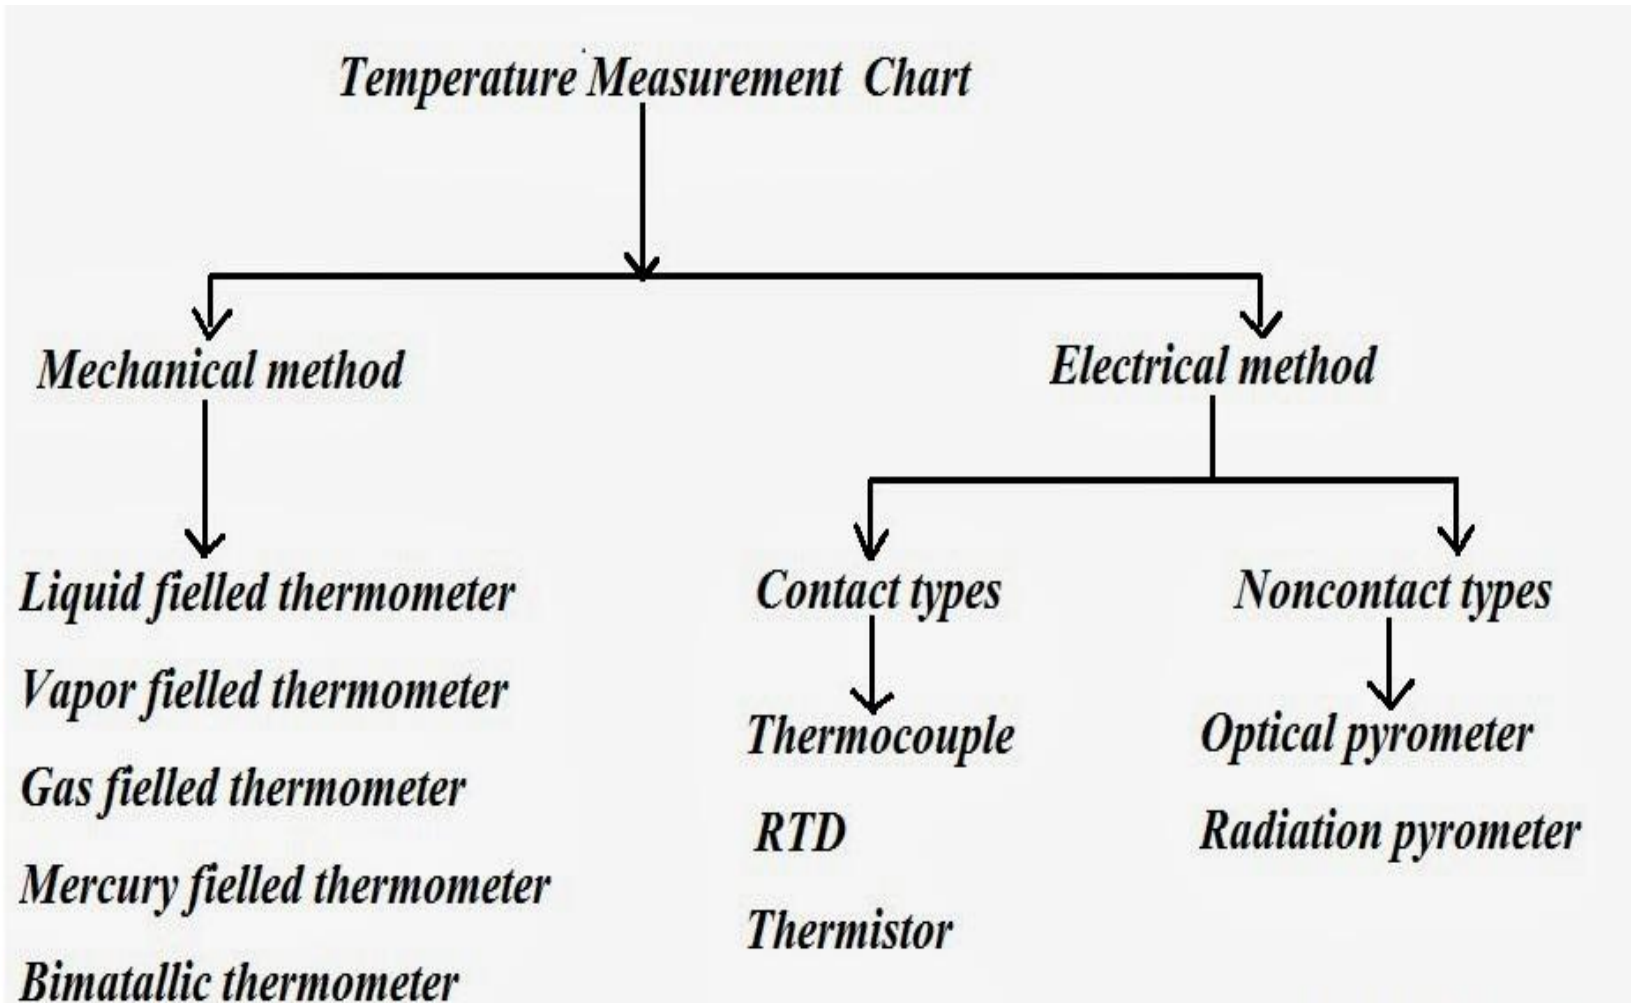 Temperature Measurement Chart
Mechanical method
Electrical method
Liquid fielled thermometer
Vapor fielled thermometer
Gas fielled thermometer
Mercury fielled thermometer
Bimatallic thermometer
Contact types
Thermocouple
RTD
Thermistor
Noncontact types
Optical pyrometer
Radiation pyrometer